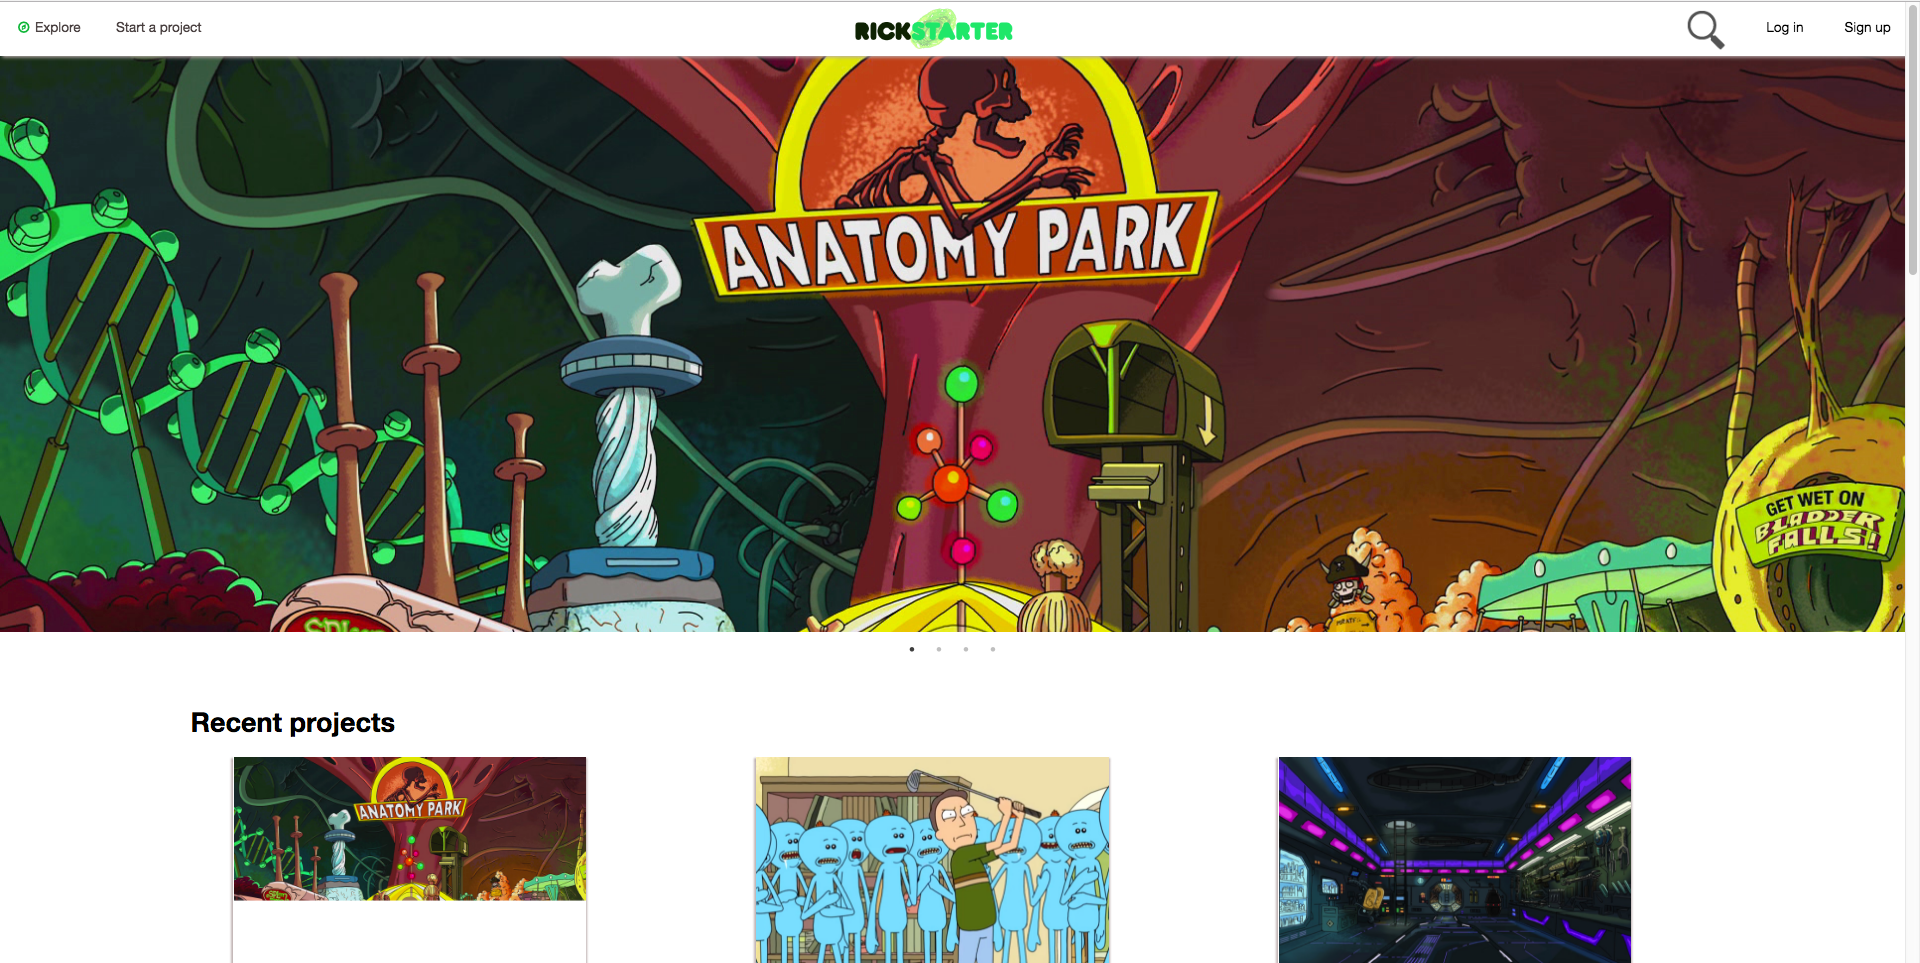 Explore
Start a project
RICKSTARTER
Log in
Sign up
ANATOMY PARK
GET WET ON
BLADDER
FALLS!
Recent projects
ANATOMY PARK